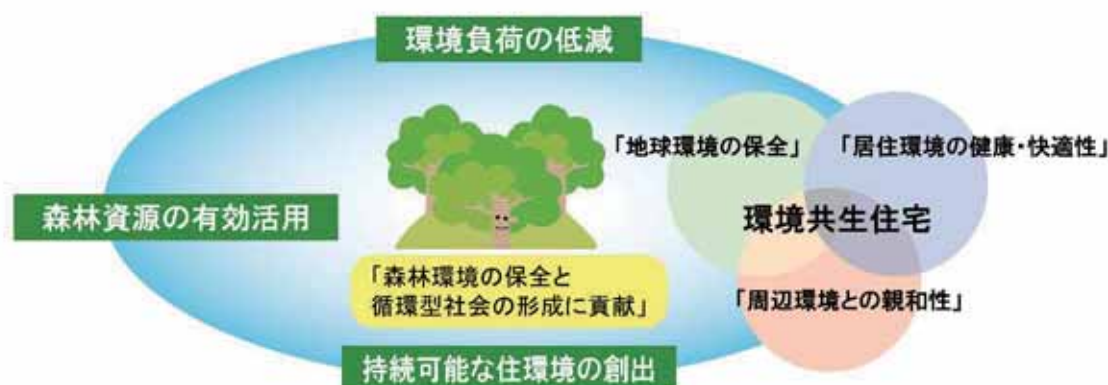 環境負荷の低減
「地球環境の保全」
「居住環境の健康・快適性」
森林資源の有効活用
環境共生住宅
「森林環境の保全と
循環型社会の形成に貢献」
「周辺環境との親和性」
持続可能な住環境の創出